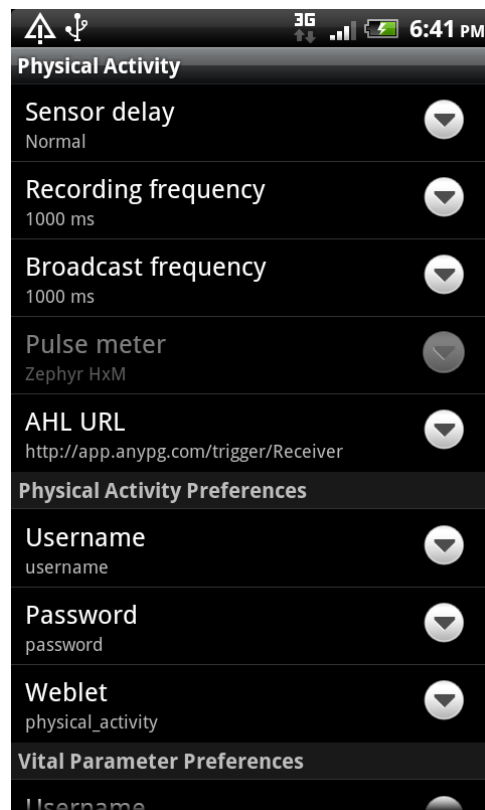 3G
6:41 PM
Physical Activity
Sensor delay
Normal
Recording frequency
1000 ms
Broadcast frequency
1000 ms
Pulse meter
Zephyr HxM
AHL URL
http://app.anypg.com/trigger/Receiver
Physical Activity Preferences
Username
username
Password
password
Weblet
physical_activity
Vital Parameter Preferences
Username